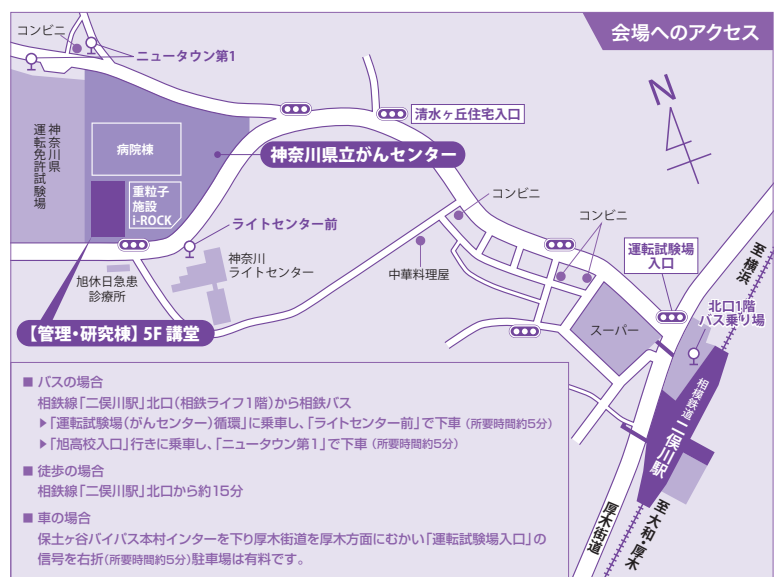 会場へのアクセス
コンビニ
ニュータウン第1
N
清水ヶ丘住宅入口
神奈川県
運転免許試験場
病院棟
神奈川県立がんセンター
重粒子
施設
i-ROCK
コンビニ
コンビニ
ライトセンター前
運転試験場
入口
至横浜
神奈川
ライトセンター
中華料理屋
旭休日急患
診療所
北口1階
バス乗り場
スーパー
【管理・研究棟】5F 講堂
相模鉄道
二俣川駅
至大和・厚木
厚木街道
■ バスの場合
相鉄線「二俣川駅」北口(相鉄ライフ1階)から相鉄バス
▶「運転試験場(がんセンター)循環」に乗車し、「ライトセンター前」で下車(所要時間約5分)
▶「旭高校入口」行きに乗車し、「ニュータウン第1」で下車(所要時間約5分)
■ 徒歩の場合
相鉄線「二俣川駅」北口から約15分
■ 車の場合
保土ヶ谷バイパス本村インターを下り厚木街道を厚木方面にむかい「運転試験場入口」の
信号を右折(所要時間約5分)駐車場は有料です。